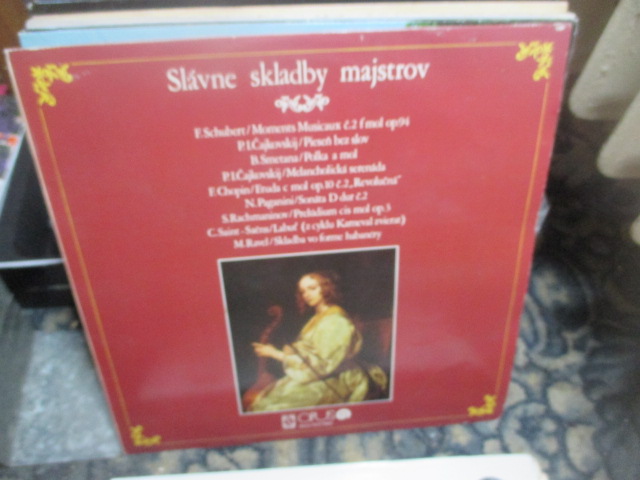 Slávne skladby majstrov
F. Schubert/Moments Musicaux č.2 f mol op.94
P.I.Čajkovskij/Pieseň bez slov
B.Smetana/Polka a mol
P.I.Čajkovskij/Melancholická serenáda
F. Chopin/Etuda c mol op.10 č.2 „Revolučná"
N. Paganini/Sonáta D dur č.2
S.Rachmaninov/Prelúdium cis mol op.3
C. Saint-Saëns/Labuť (z cyklu Karneval zvierat)
M. Ravel/Skladba vo forme habanéry
OPUS